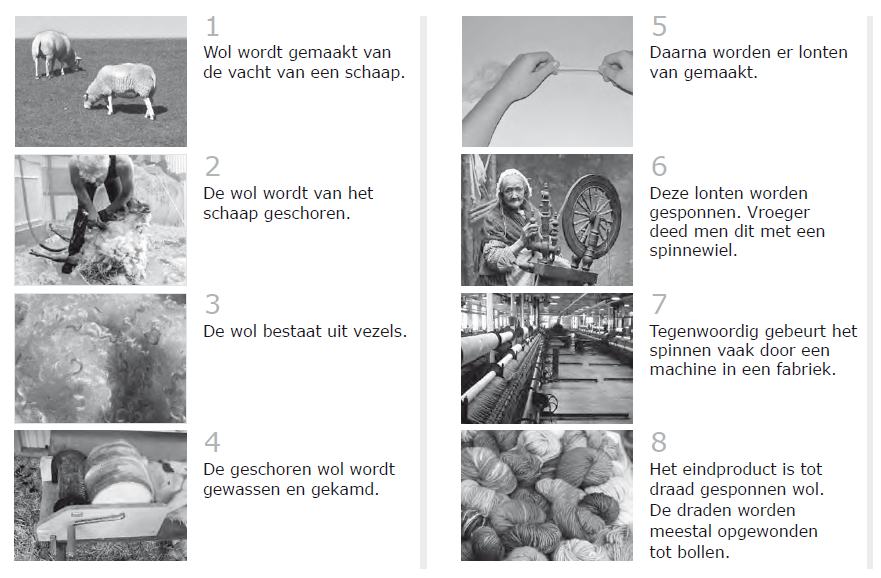 1
Wol wordt gemaakt van
de vacht van een schaap.
2
De wol wordt van het
schaap geschoren.
3
De wol bestaat uit vezels.
4
De geschoren wol wordt
gewassen en gekamd.
5
Daarna worden er lonten
van gemaakt.
6
Deze lonten worden
gesponnen. Vroeger
deed men dit met een
spinnewiel.
7
Tegenwoordig gebeurt het
spinnen vaak door een
machine in een fabriek.
8
Het eindproduct is tot
draad gesponnen wol.
De draden worden
meestal opgewonden
tot bollen.